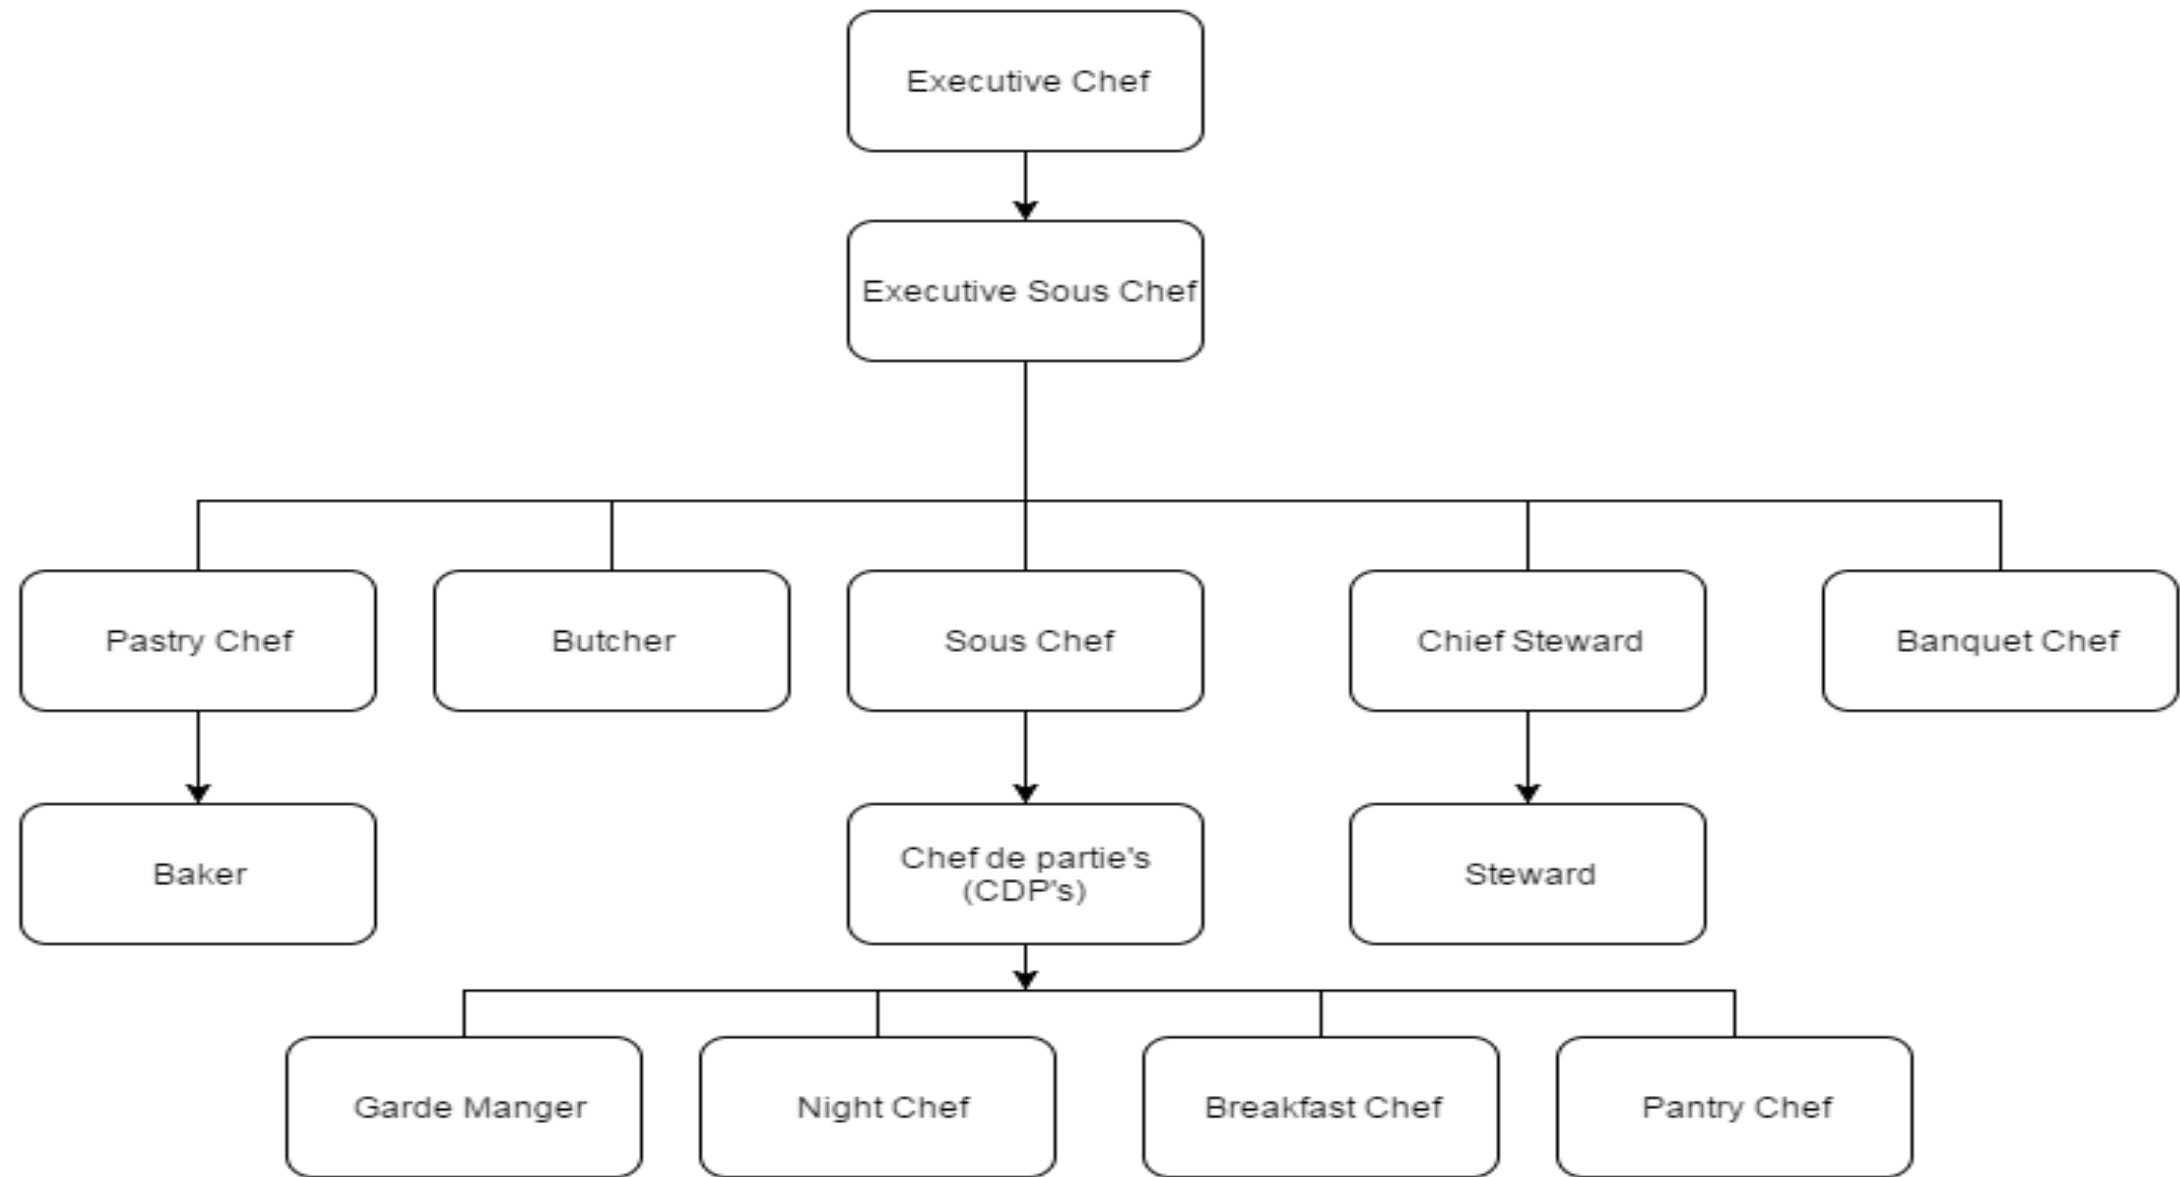 Executive Chef
Executive Sous Chef
Pastry Chef
Butcher
Sous Chef
Chief Steward
Banquet Chef
Baker
Chef de partie's
(CDP's)
Steward
Garde Manger
Night Chef
Breakfast Chef
Pantry Chef